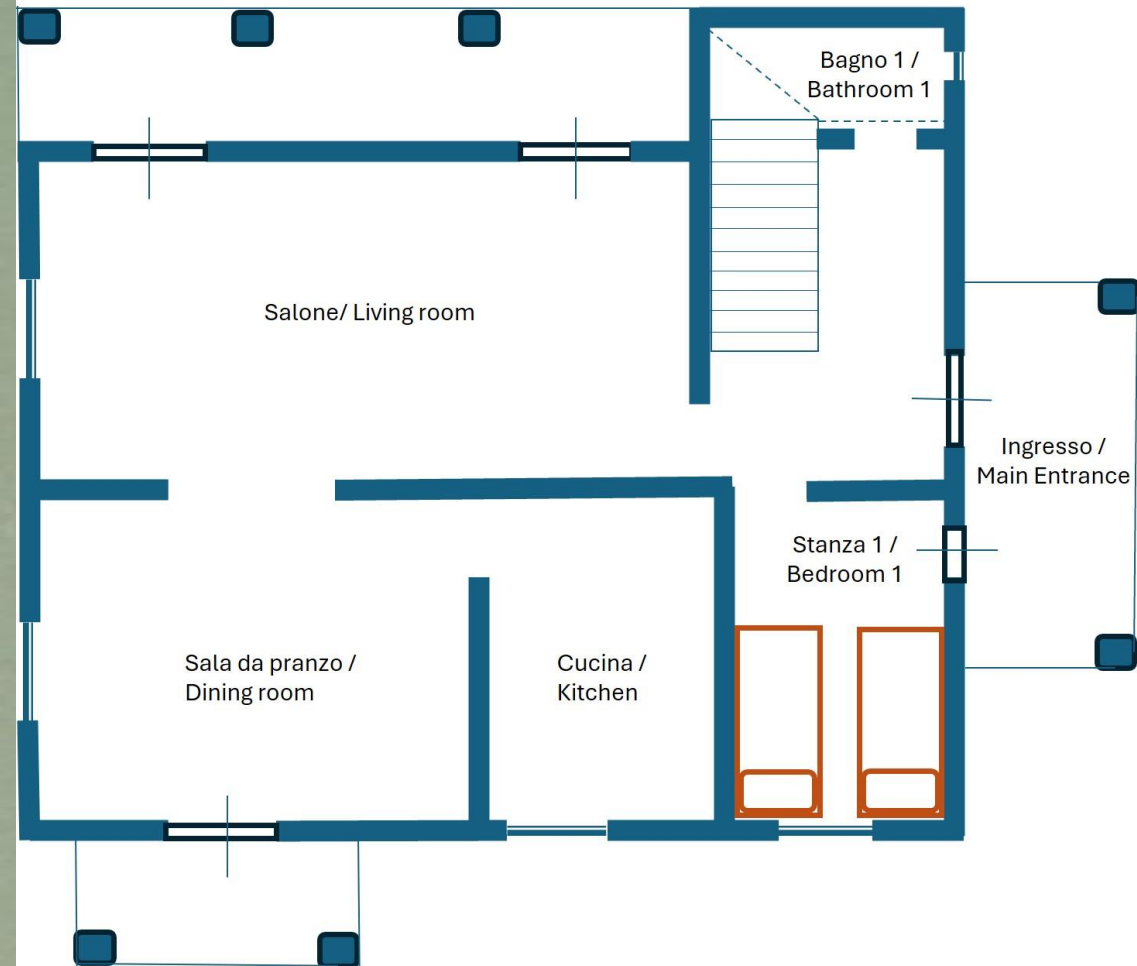 Bagno 1 /
Bathroom 1
Salone/ Living room
Ingresso /
Main Entrance
Stanza 1 /
Bedroom 1
Sala da pranzo /
Dining room
Cucina /
Kitchen